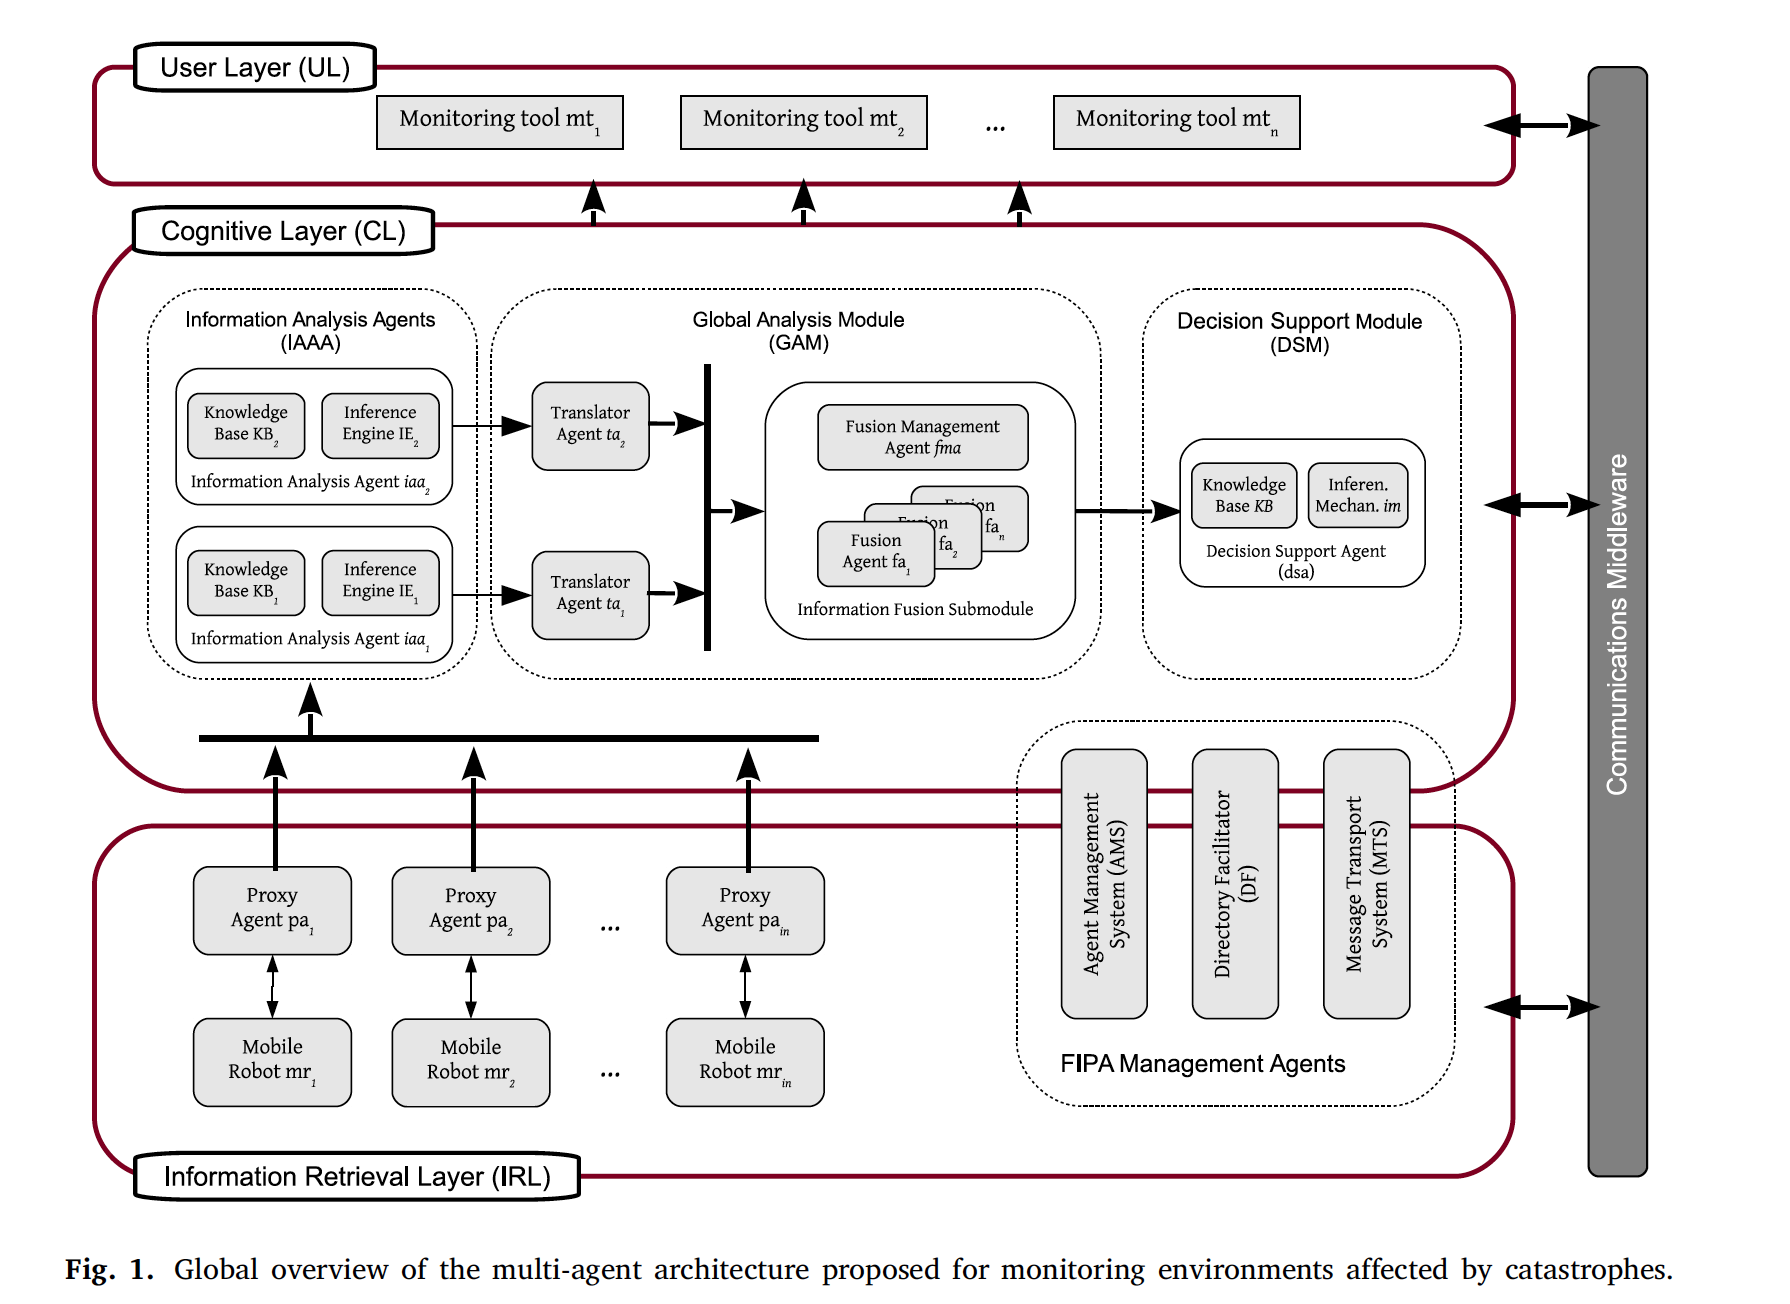 User Layer (UL)
Monitoring tool mt1
Monitoring tool mt2
...
Monitoring tool mtn
Cognitive Layer (CL)
Information Analysis Agents
(IAAA)
Knowledge
Base KB2
Inference
Engine IE2
Information Analysis Agent iaa2
Knowledge
Base KB1
Inference
Engine IE1
Information Analysis Agent iaa1
Global Analysis Module
(GAM)
Translator
Agent ta2
Translator
Agent ta1
Fusion Management
Agent fma
Fusion
fan
Fusion
fa2
Fusion
Agent fa1
Information Fusion Submodule
Decision Support Module
(DSM)
Knowledge
Base KB
Inferen.
Mechan. im
Decision Support Agent
(dsa)
Communications Middleware
Agent Management
System (AMS)
Directory Facilitator
(DF)
Message Transport
System (MTS)
FIPA Management Agents
Proxy
Agent pa1
Proxy
Agent pa2
...
Proxy
Agent pain
Mobile
Robot mr1
Mobile
Robot mr2
...
Mobile
Robot mrin
Information Retrieval Layer (IRL)
Fig. 1. Global overview of the multi-agent architecture proposed for monitoring environments affected by catastrophes.